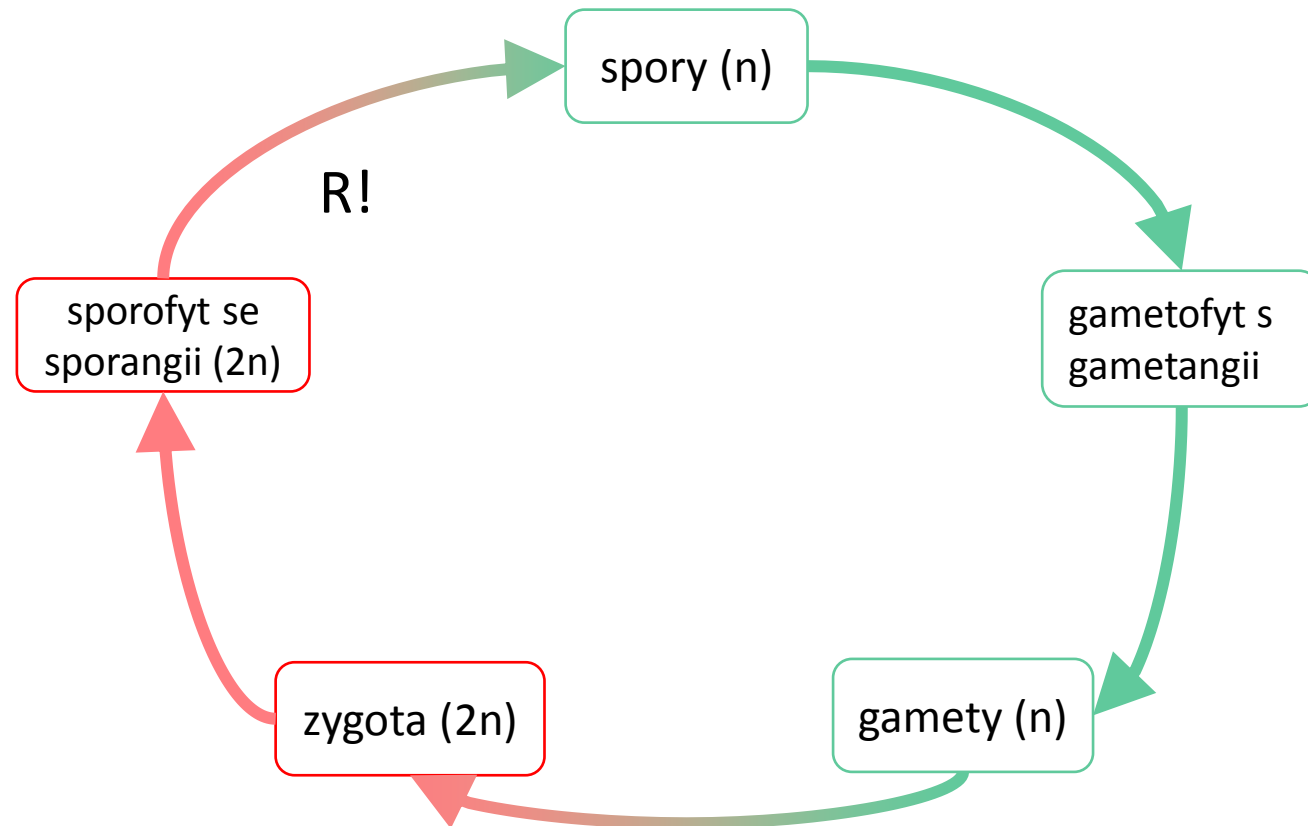 spory (n)
R!
sporofyt se
sporangii (2n)
gametofyt s
gametangii
zygota (2n)
gamety (n)